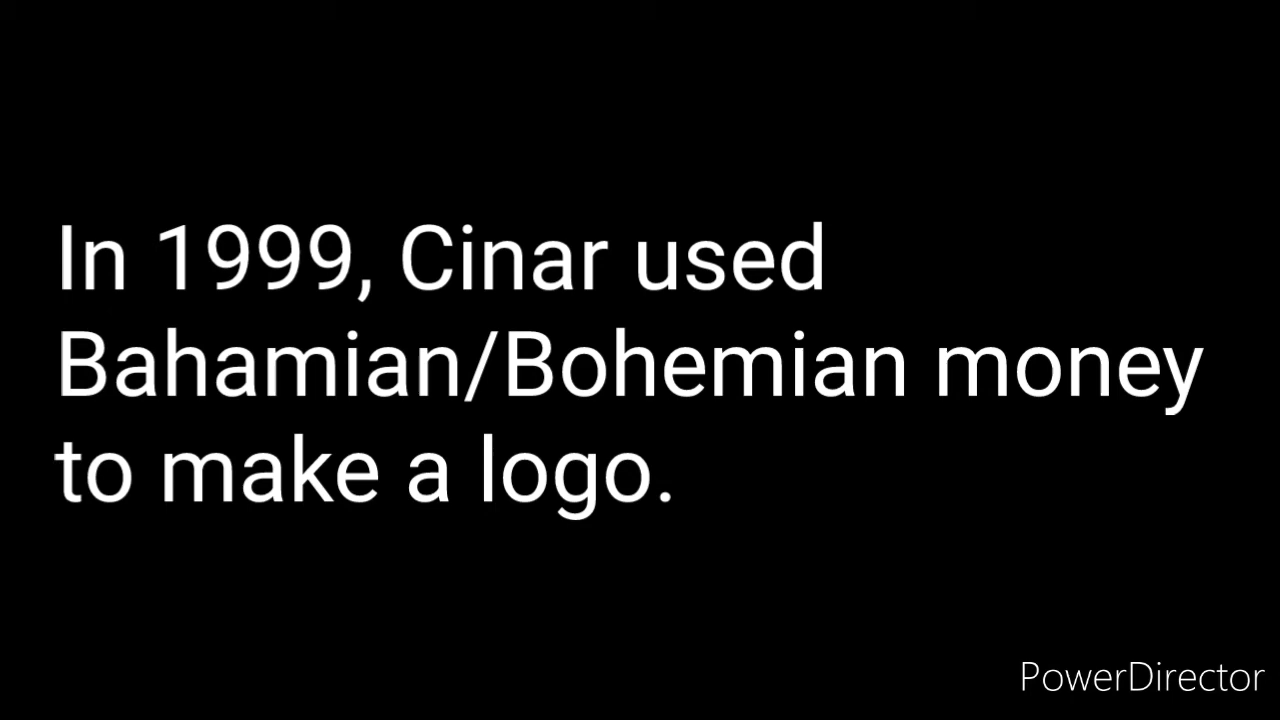 In 1999, Cinar used
Bahamian/Bohemian money
to make a logo.
PowerDirector